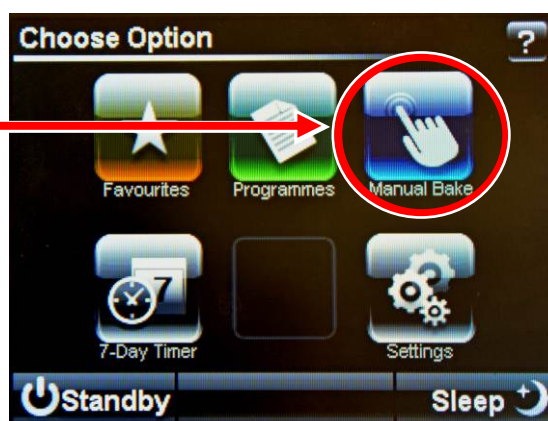 Choose Option
?
Favourites
Programmes
Manual Bake
7
7-Day Timer
Settings
Standby
Sleep